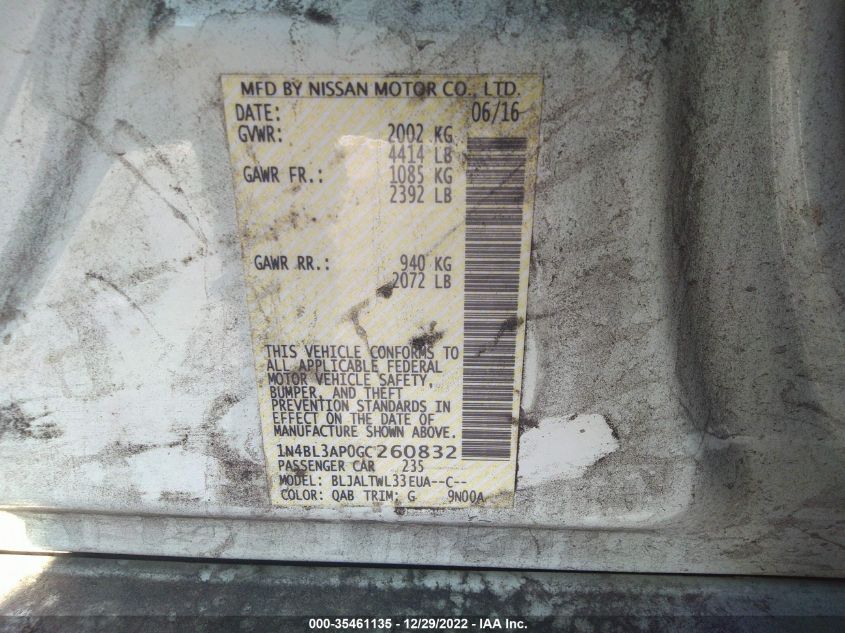 MFD BY NISSAN MOTOR CO., LTD.
DATE: 06/16
GVWR: 2002 KG
4414 LB
GAWR FR.: 1085 KG
2392 LB
GAWR RR.: 940 KG
2072 LB
THIS VEHICLE CONFORMS TO
ALL APPLICABLE FEDERAL
MOTOR VEHICLE SAFETY,
BUMPER, AND THEFT
PREVENTION STANDARDS IN
EFFECT ON THE DATE OF
MANUFACTURE SHOWN ABOVE.
1N4BL3AP0GC260832
PASSENGER CAR 235
MODEL: BLJALTWL33EUA--C--
COLOR: QAB TRIM: G 9N00A
000-35461135 - 12/29/2022 - IAA Inc.